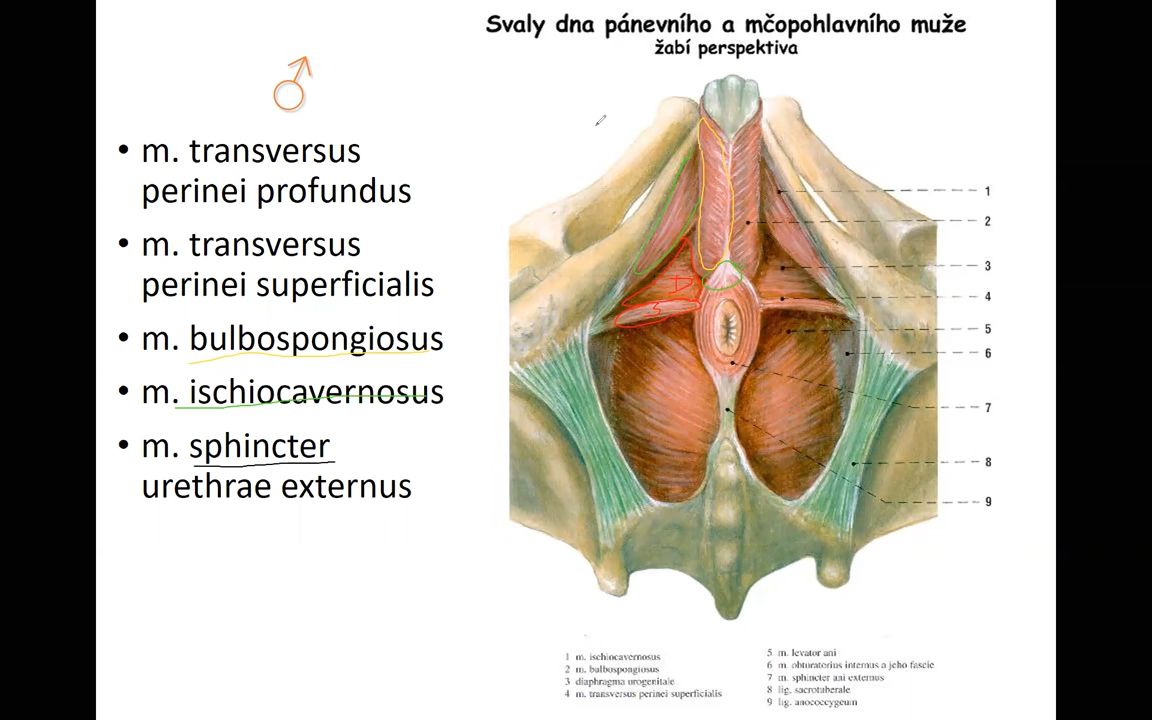 Svaly dna pánevního a mčopohlavního muže
žabí perspektiva
• m. transversus
perinei profundus
• m. transversus
perinei superficialis
• m. bulbospongiosus
• m. ischiocavernosus
• m. sphincter
urethrae externus
1
2
3
4
5
6
7
8
9
1 m. ischiocavernosus
2 m. bulbospongiosus
3 diaphragma urogenitale
4 m. transversus perinei superficialis
5 m. levator ani
6 m. obturatorius internus a jeho fascie
7 m. sphincter ani externus
8 lig. sacrotuberale
9 lig. anococcygeum